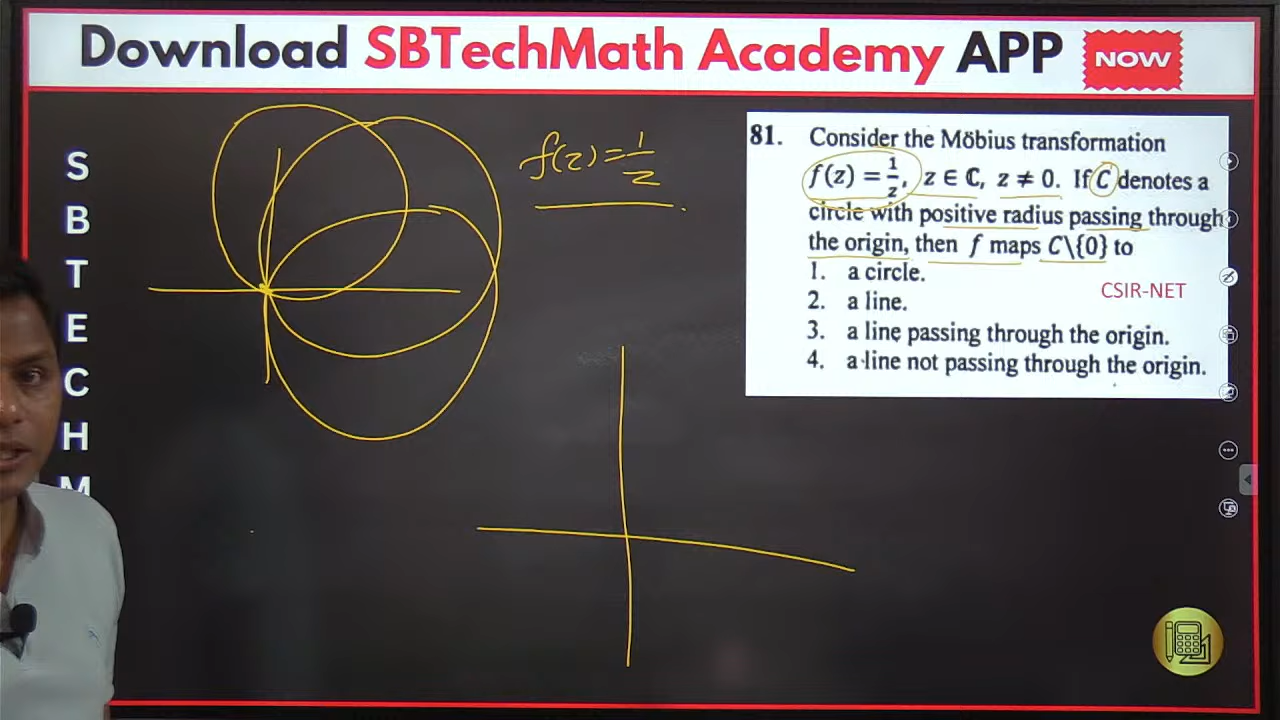 Download SBTechMath Academy APP NOW
S
B
T
E
C
H
M
f(z)=1/z
81. Consider the Möbius transformation
f(z) = 1/z, z ∈ ℂ, z ≠ 0. If C denotes a
circle with positive radius passing through
the origin, then f maps C\{0} to
1. a circle.
2. a line.
3. a line passing through the origin.
4. a line not passing through the origin.
CSIR-NET